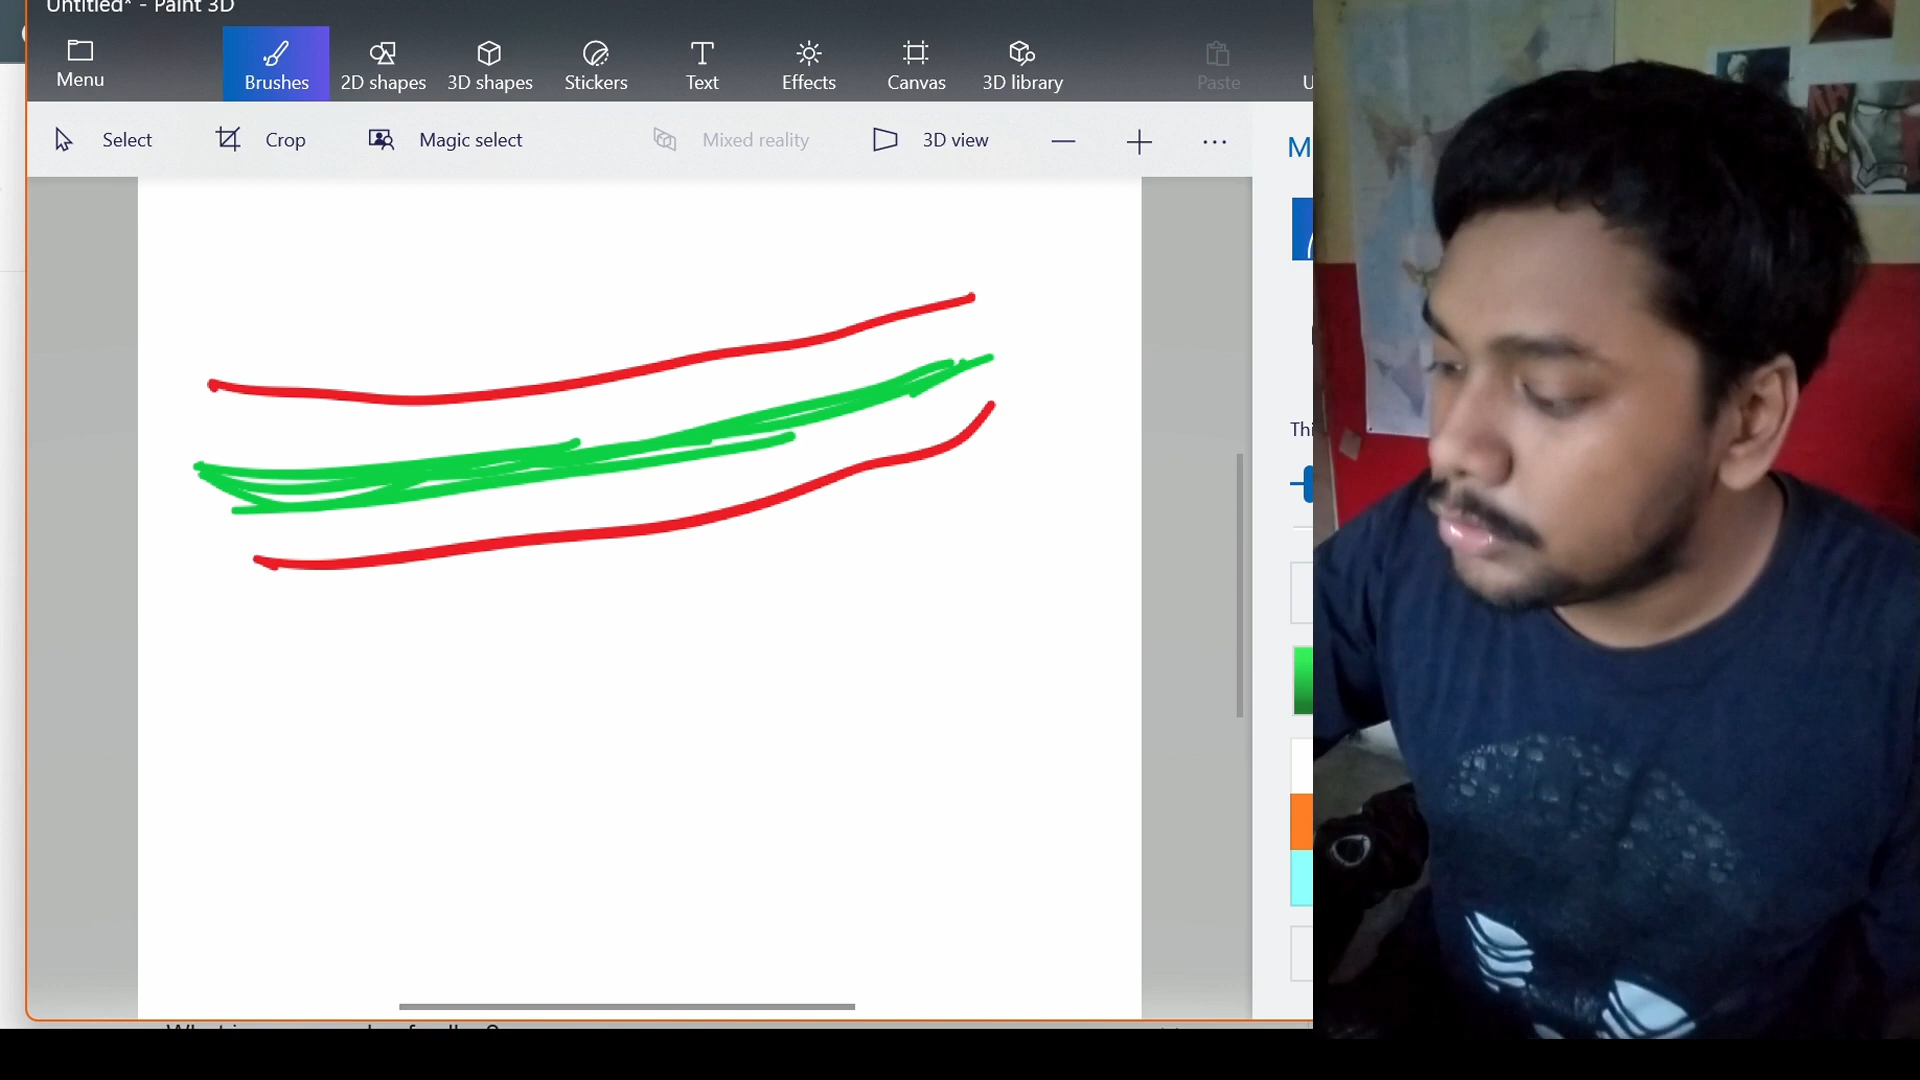 Untitled* - Paint 3D
Menu
Brushes
2D shapes
3D shapes
Stickers
Text
Effects
Canvas
3D library
Paste
Select
Crop
Magic select
Mixed reality
3D view